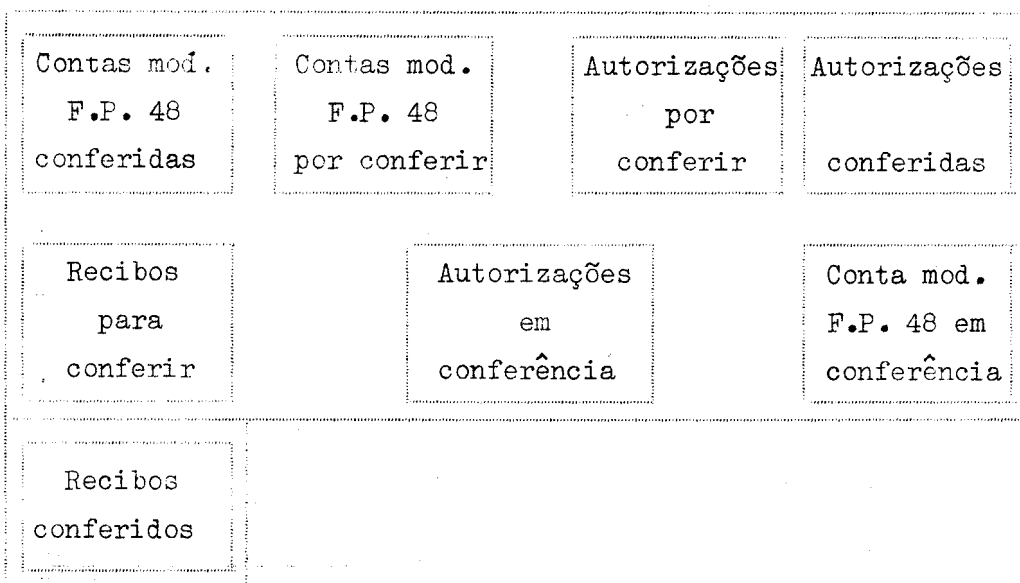 Contas mod.
F.P. 48
conferidas
Contas mod.
F.P. 48
por conferir
Autorizações
por
conferir
Autorizações
conferidas
Recibos
para
conferir
Autorizações
em
conferência
Conta mod.
F.P. 48 em
conferência
Recibos
conferidos